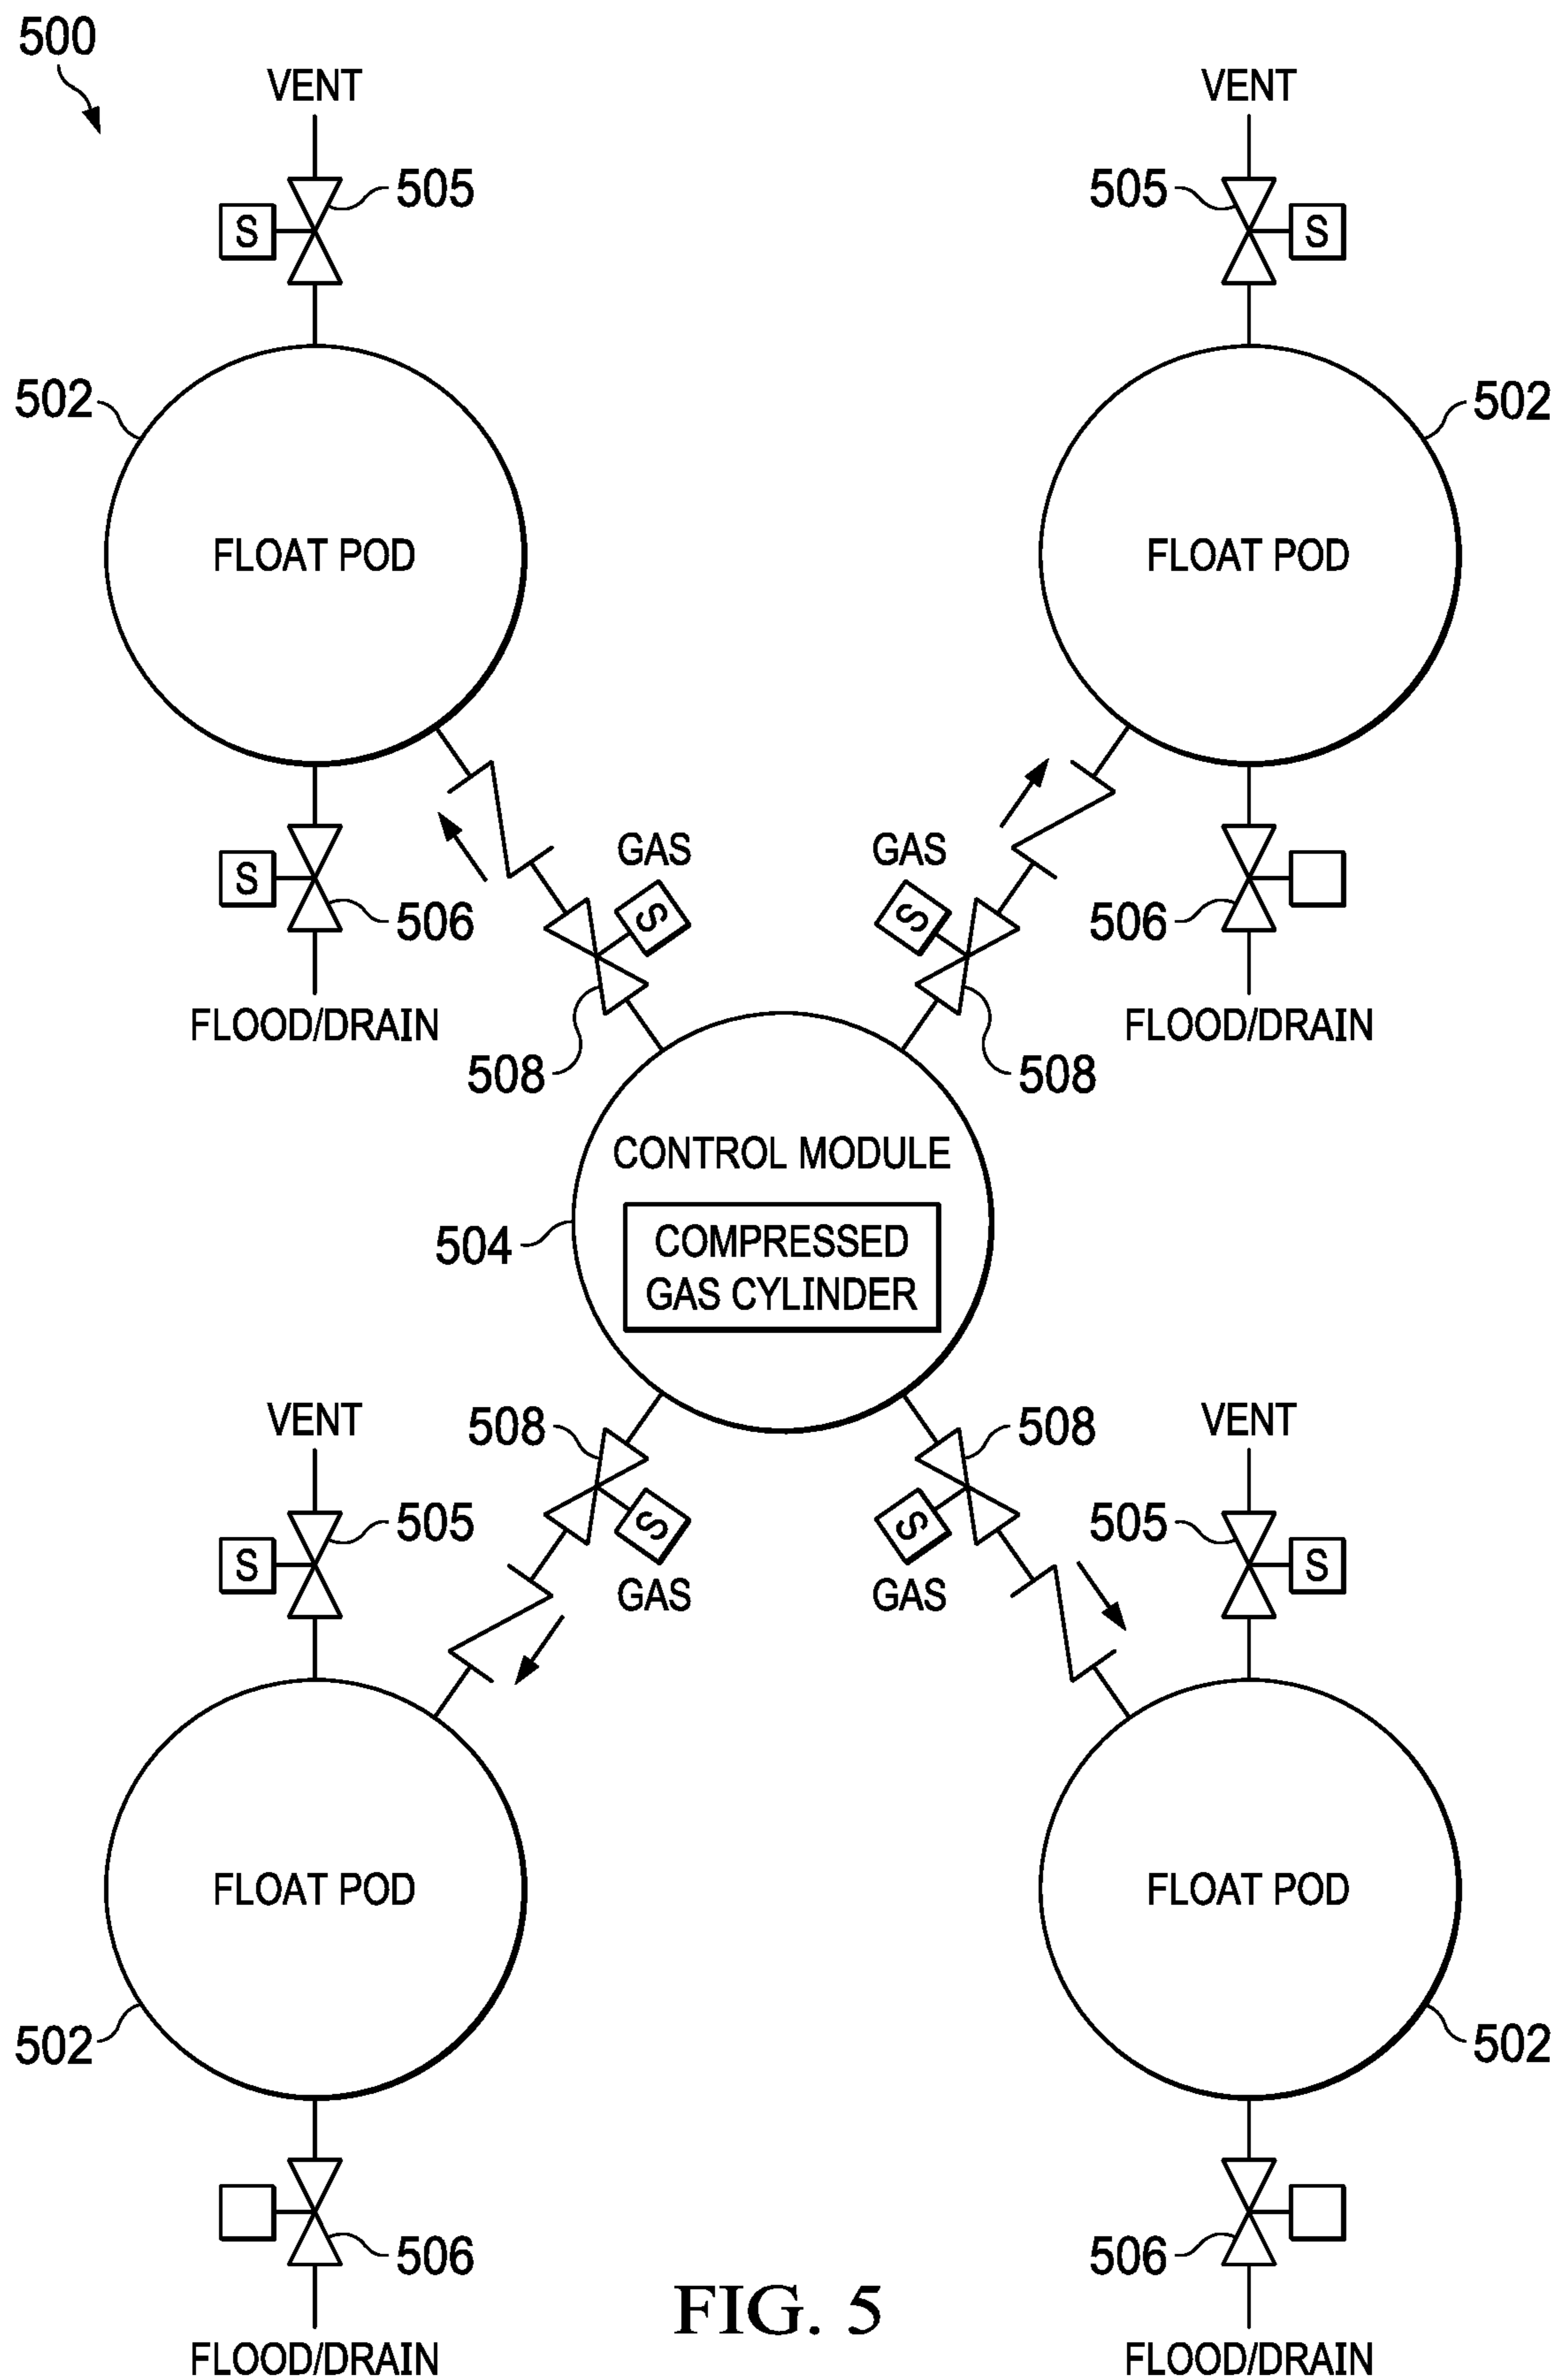 500
VENT
VENT
505
505
S
S
502
502
FLOAT POD
FLOAT POD
GAS
GAS
S
S
S
506
506
FLOOD/DRAIN
FLOOD/DRAIN
508
508
CONTROL MODULE
504
COMPRESSED
GAS CYLINDER
VENT
508
508
VENT
505
505
S
S
S
S
GAS
GAS
FLOAT POD
FLOAT POD
502
502
506
506
FIG. 5
FLOOD/DRAIN
FLOOD/DRAIN